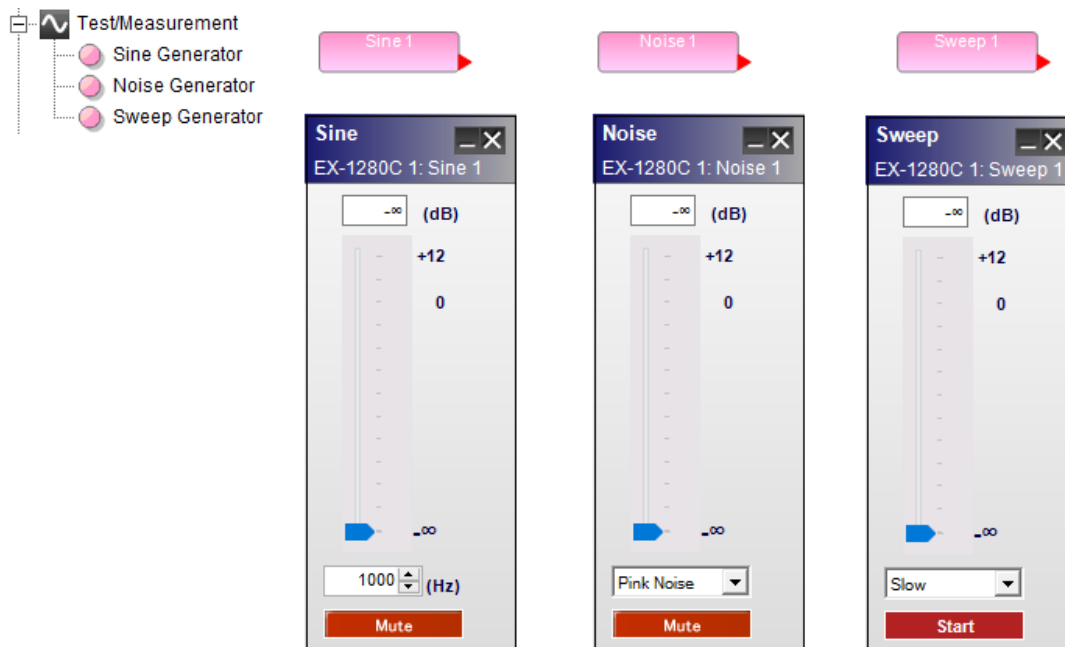 Test/Measurement
Sine Generator
Noise Generator
Sweep Generator
Sine 1
Noise 1
Sweep 1
Sine
EX-1280C 1: Sine 1
-∞ (dB)
+12
0
-∞
1000 (Hz)
Mute
Noise
EX-1280C 1: Noise 1
-∞ (dB)
+12
0
-∞
Pink Noise
Mute
Sweep
EX-1280C 1: Sweep 1
-∞ (dB)
+12
0
-∞
Slow
Start